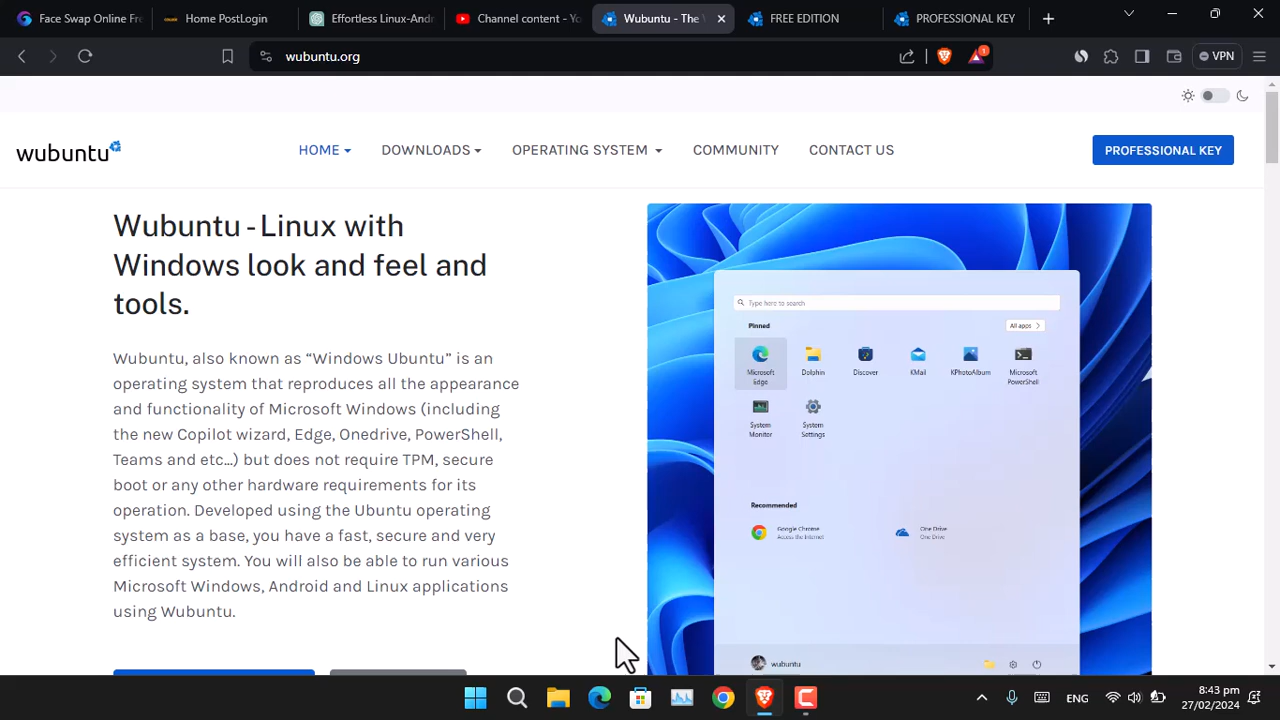 Face Swap Online Fre
Home PostLogin
Effortless Linux-Andr
Channel content - Yo
Wubuntu - The W
FREE EDITION
PROFESSIONAL KEY
wubuntu.org
1
VPN
wubuntu
HOME
DOWNLOADS
OPERATING SYSTEM
COMMUNITY
CONTACT US
PROFESSIONAL KEY
Wubuntu - Linux with
Windows look and feel and
tools.
Wubuntu, also known as “Windows Ubuntu” is an
operating system that reproduces all the appearance
and functionality of Microsoft Windows (including
the new Copilot wizard, Edge, Onedrive, PowerShell,
Teams and etc...) but does not require TPM, secure
boot or any other hardware requirements for its
operation. Developed using the Ubuntu operating
system as a base, you have a fast, secure and very
efficient system. You will also be able to run various
Microsoft Windows, Android and Linux applications
using Wubuntu.
Type here to search
Pinned
All apps
Microsoft
Edge
Dolphin
Discover
KMail
KPhotoAlbum
Microsoft
PowerShell
System
Monitor
System
Settings
Recommended
Google Chrome
Access the Internet
One Drive
One Drive
wubuntu
ENG
8:43 pm
27/02/2024